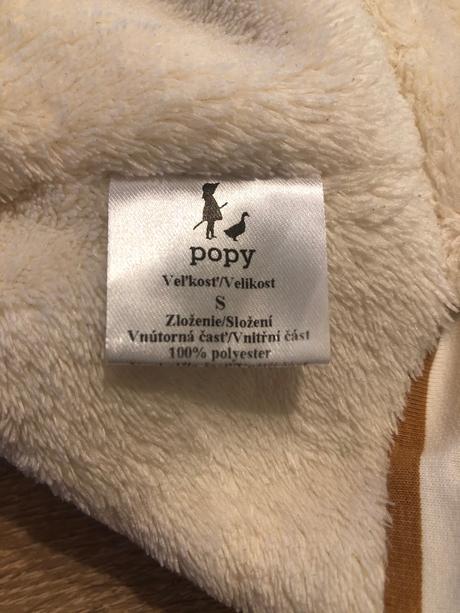 popy
Veľkosť/Velikost
S
Zloženie/Složení
Vnútorná časť/Vnitřní část
100% polyester